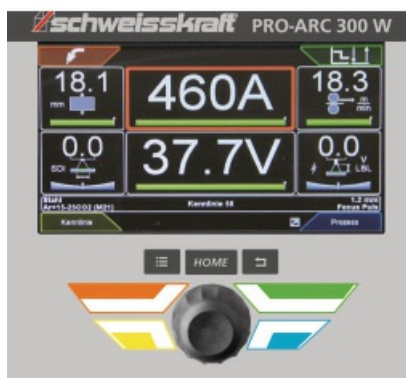 schweisskraft PRO-ARC 300 W
18.1 mm
460A
18.3 m/min
0.0 SDI
37.7V
0.0 V LBL
Stahl 1.2 mm
Ar+15-25CO2 (M21) Kennlinie 58 Focus Puls
Kennlinie Prozess
HOME